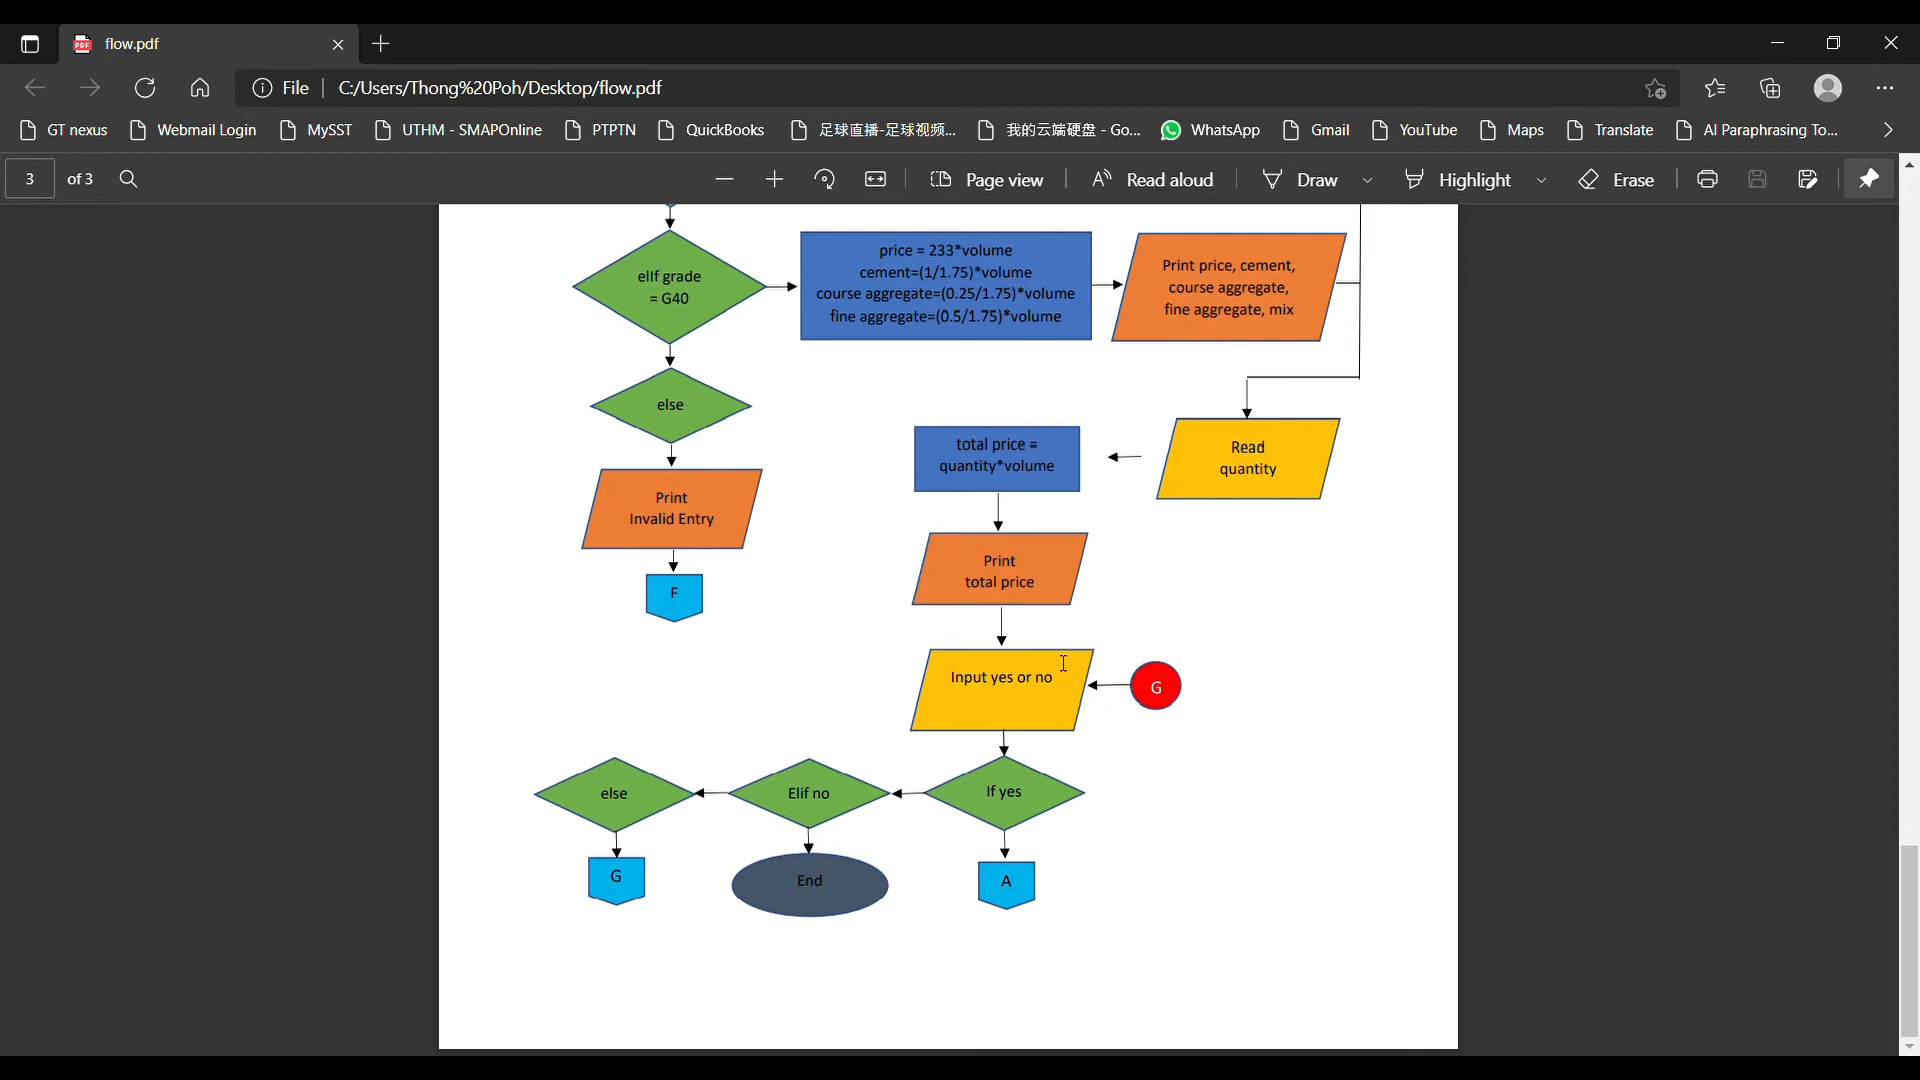 flow.pdf
File
C:/Users/Thong%20Poh/Desktop/flow.pdf
GT nexus
Webmail Login
MySST
UTHM - SMAPOnline
PTPTN
QuickBooks
足球直播-足球视频...
我的云端硬盘 - Go...
WhatsApp
Gmail
YouTube
Maps
Translate
AI Paraphrasing To...
3 of 3
Page view
Read aloud
Draw
Highlight
Erase
elIf grade
= G40
price = 233*volume
cement=(1/1.75)*volume
course aggregate=(0.25/1.75)*volume
fine aggregate=(0.5/1.75)*volume
Print price, cement,
course aggregate,
fine aggregate, mix
else
Read
quantity
total price =
quantity*volume
Print
Invalid Entry
Print
total price
F
Input yes or no
G
else
Elif no
If yes
G
End
A